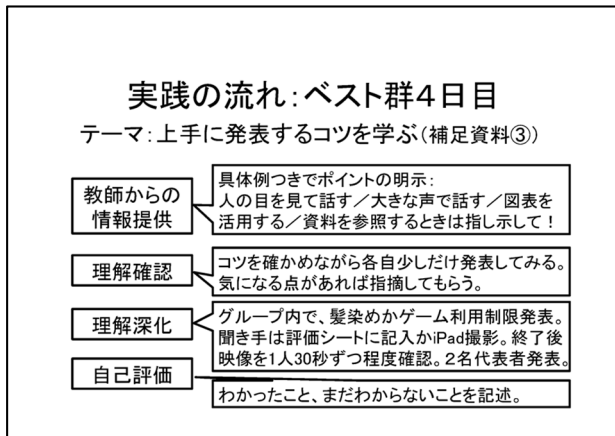 実践の流れ：ベスト群４日目
テーマ：上手に発表するコツを学ぶ（補足資料③）
教師からの
情報提供
具体例つきでポイントの明示：
人の目を見て話す／大きな声で話す／図表を
活用する／資料を参照するときは指し示して！
理解確認
コツを確かめながら各自少しだけ発表してみる。
気になる点があれば指摘してもらう。
理解深化
グループ内で、髪染めかゲーム利用制限発表。
聞き手は評価シートに記入かiPad撮影。終了後
映像を1人30秒ずつ程度確認。２名代表者発表。
自己評価
わかったこと、まだわからないことを記述。